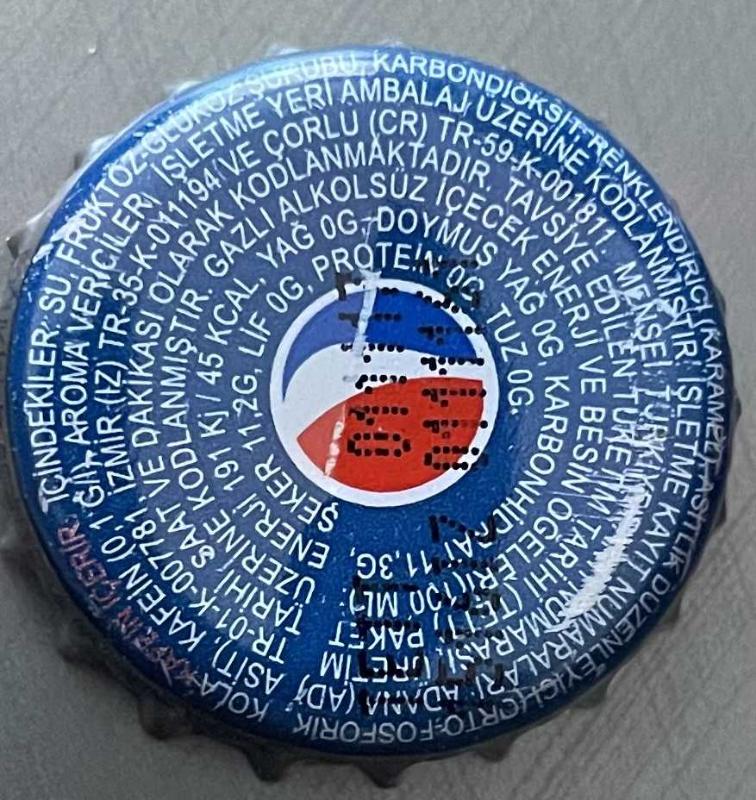 KAFEİN İÇERİR. İÇİNDEKİLER: SU, FRÜKTOZ-GLUKOZ ŞURUBU, KARBONDİOKSİT, RENKLENDİRİCİ (KARAMEL), ASİTLİK DÜZENLEYİCİ (ORTO-FOSFORİK
ASİT), KAFEİN (0,1 G/l), AROMA VERİCİLER. İŞLETME YERİ AMBALAJ ÜZERİNE KODLANMIŞTIR. İŞLETME KAYIT NUMARALARI: ADANA (AD)
TR-01-K-007781, İZMİR (İZ) TR-35-K-011194 VE ÇORLU (CR) TR-59-K-001811 MENŞEİ: TÜRKİYE.
TARİHİ SAAT VE DAKİKASI OLARAK KODLANMAKTADIR. TAVSİYE EDİLEN TÜKETİM TARİHİ (TETT), NUMARASI, ÜRETİM
ÜZERİNE KODLANMIŞTIR. GAZLI ALKOLSÜZ İÇECEK ENERJİ VE BESİN ÖĞELERİ (100 ML):
ENERJİ 191 Kj / 45 KCAL, YAĞ 0G, DOYMUŞ YAĞ 0G, KARBONHİDRAT 11,3G,
ŞEKER 11,2G, LİF 0G, PROTEİN 0G, TUZ 0G.
KOLA
PAKET